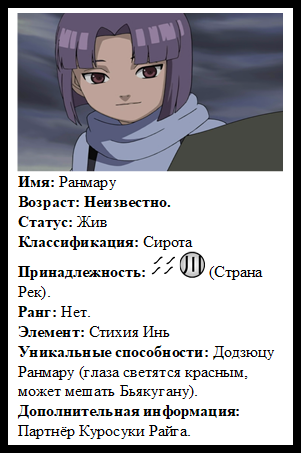 Имя: Ранмару
Возраст: Неизвестно.
Статус: Жив
Классификация: Сирота
Принадлежность: (Страна
Рек).
Ранг: Нет.
Элемент: Стихия Инь
Уникальные способности: Додзюцу
Ранмару (глаза светятся красным,
может мешать Бьякугану).
Дополнительная информация:
Партнёр Куросуки Райга.